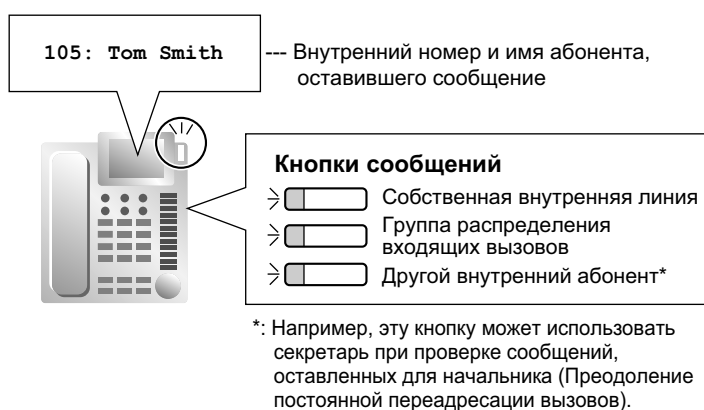 105: Tom Smith
--- Внутренний номер и имя абонента,
оставившего сообщение
Кнопки сообщений
Собственная внутренняя линия
Группа распределения
входящих вызовов
Другой внутренний абонент*
*: Например, эту кнопку может использовать
секретарь при проверке сообщений,
оставленных для начальника (Преодоление
постоянной переадресации вызовов).